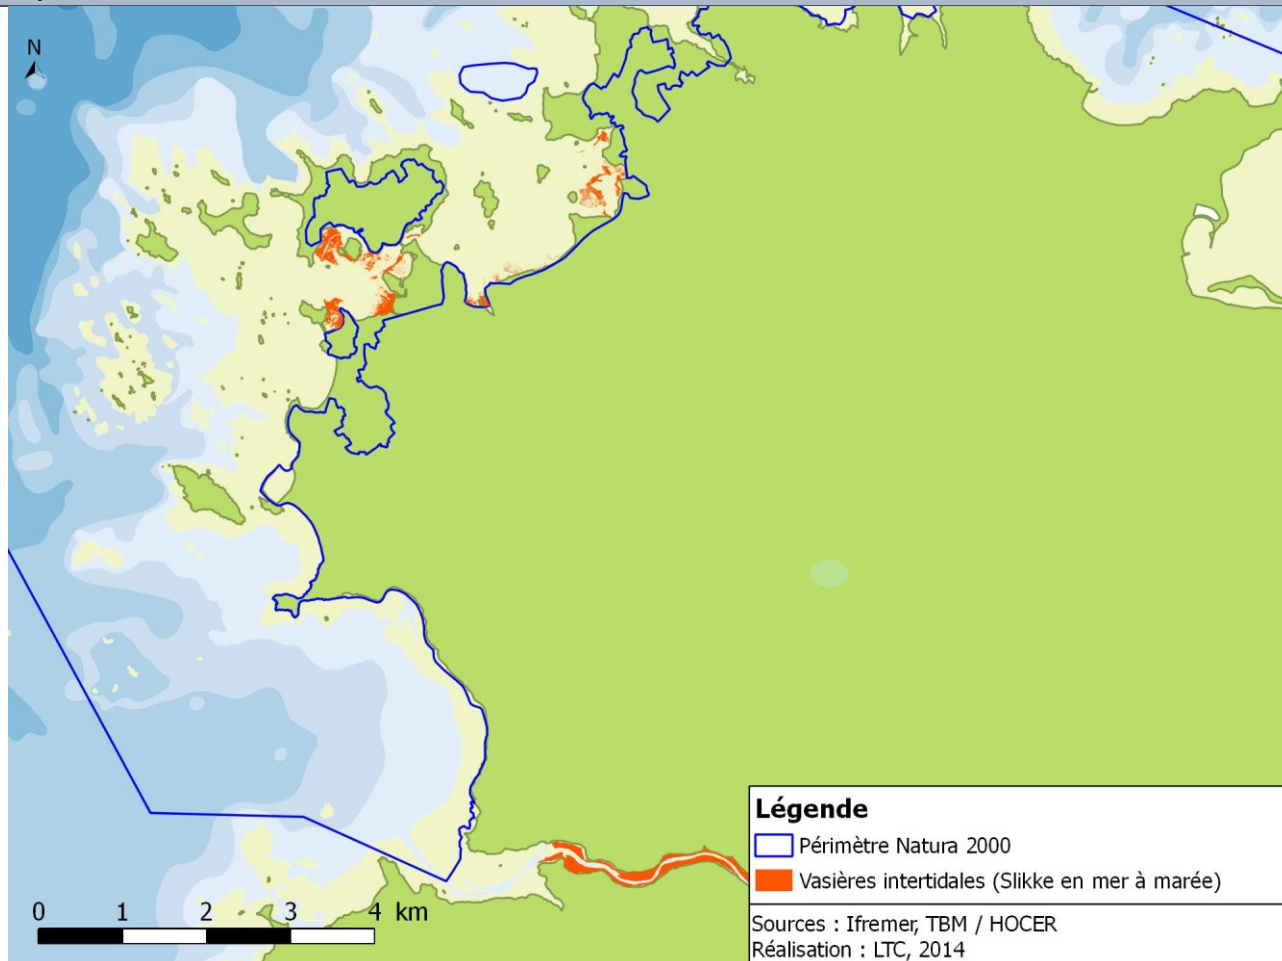 N
0 1 2 3 4 km
Légende
Périmètre Natura 2000
Vasières intertidales (Slikke en mer à marée)
Sources : Ifremer, TBM / HOCER
Réalisation : LTC, 2014